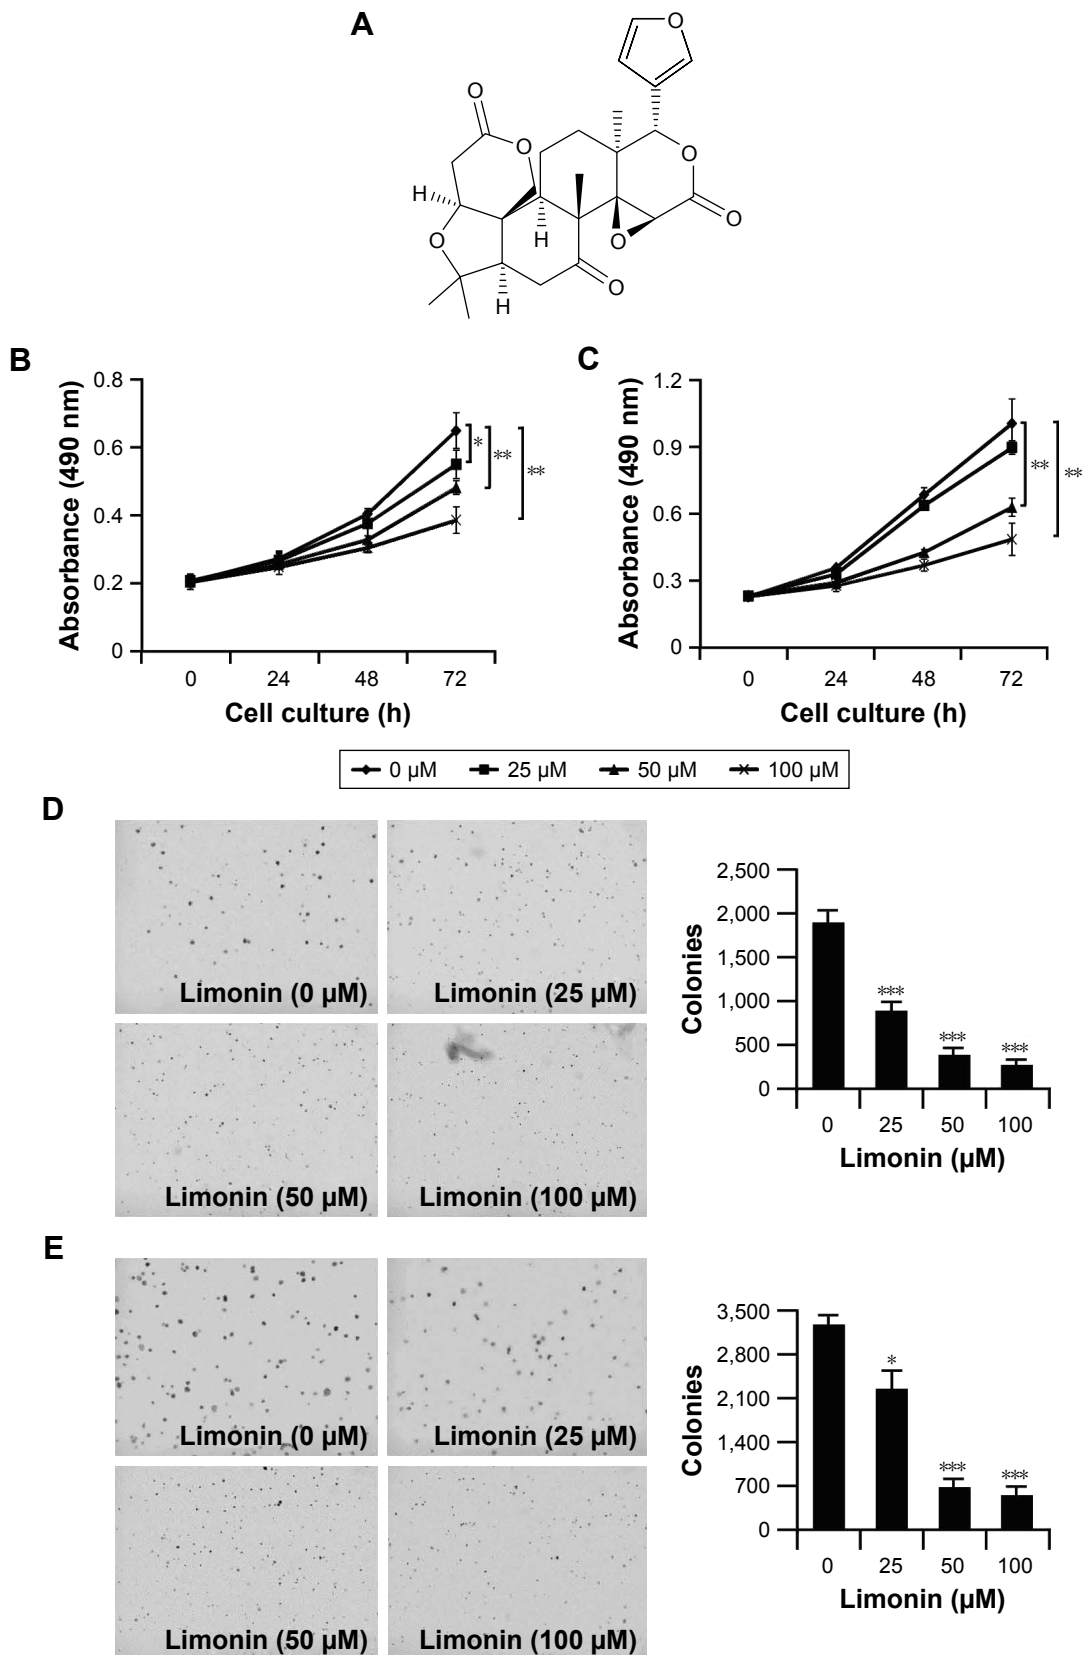 A
O
O
O
O
H
O
H
O
O
O
H
B
C
Absorbance (490 nm)
0.8
0.6
0.4
0.2
0
*
**
**
0
24
48
72
Cell culture (h)
Absorbance (490 nm)
1.2
0.9
0.6
0.3
0
**
**
0
24
48
72
Cell culture (h)
0 µM
25 µM
50 µM
100 µM
D
Limonin (0 µM)
Limonin (25 µM)
Limonin (50 µM)
Limonin (100 µM)
Colonies
2,500
2,000
1,500
1,000
500
0
***
***
***
0
25
50
100
Limonin (µM)
E
Limonin (0 µM)
Limonin (25 µM)
Limonin (50 µM)
Limonin (100 µM)
Colonies
3,500
2,800
2,100
1,400
700
0
*
***
***
0
25
50
100
Limonin (µM)